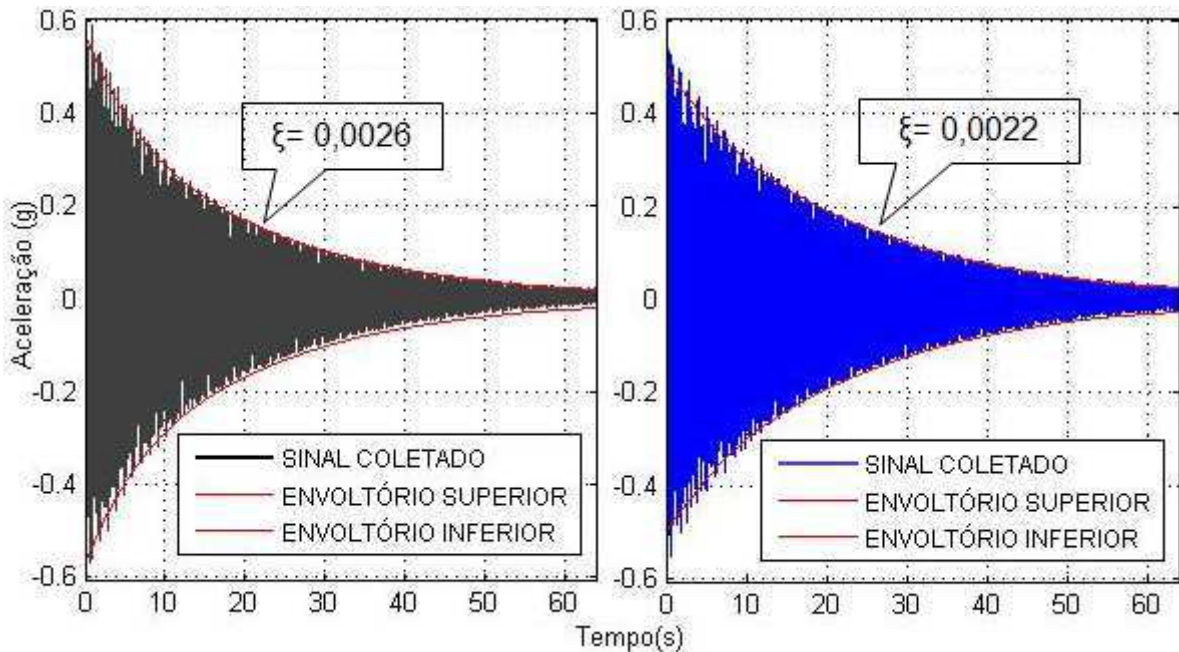 0.6
0.4
0.2
0
-0.2
-0.4
-0.6
Aceleração (g)
ξ= 0,0026
SINAL COLETADO
ENVOLTÓRIO SUPERIOR
ENVOLTÓRIO INFERIOR
0 10 20 30 40 50 60
0.6
0.4
0.2
0
-0.2
-0.4
-0.6
ξ= 0,0022
SINAL COLETADO
ENVOLTÓRIO SUPERIOR
ENVOLTÓRIO INFERIOR
0 10 20 30 40 50 60
Tempo(s)